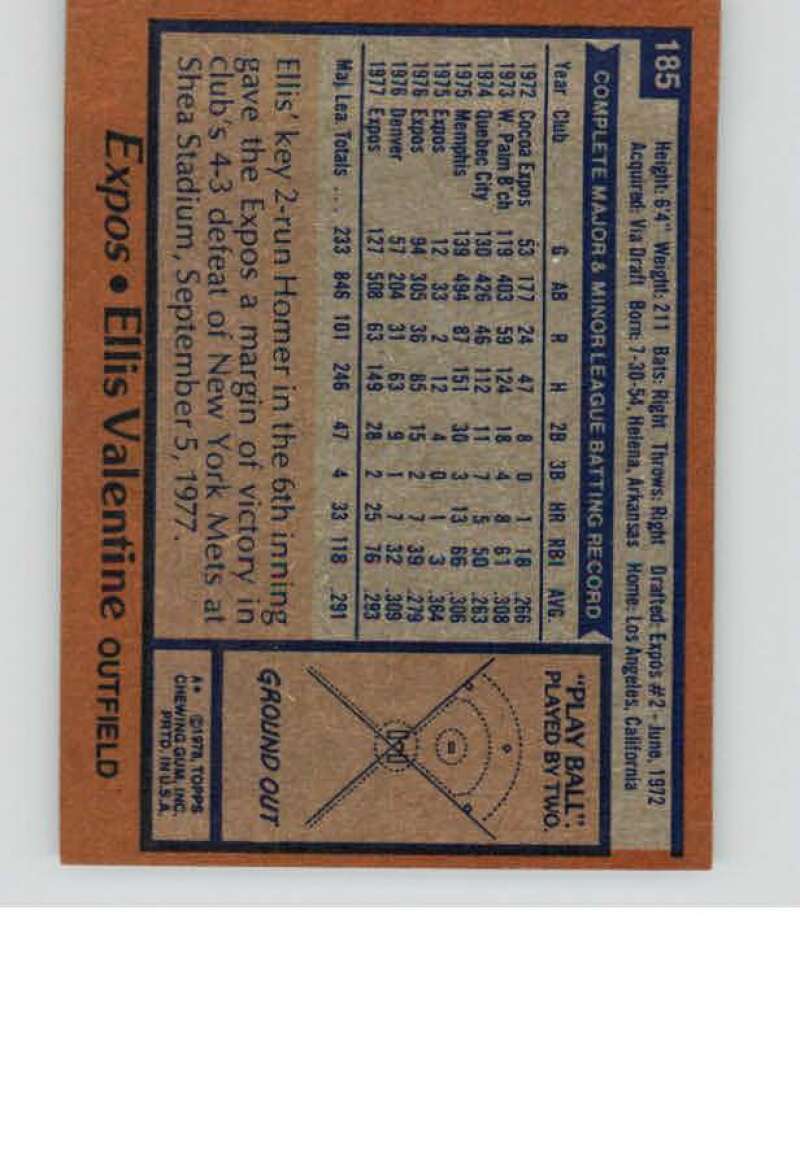 185
Height: 6'4" Weight: 211 Bats: Right Throws: Right Drafted: Expos #2 - June, 1972
Acquired: Via Draft Born: 7-30-54, Helena, Arkansas Home: Los Angeles, California
COMPLETE MAJOR & MINOR LEAGUE BATTING RECORD
Year Club G AB R H 2B 3B HR RBI AVG.
1972 Cocoa Expos 53 177 24 47 8 0 1 18 .266
1973 W. Palm B'ch 119 403 59 124 18 4 8 61 .308
1974 Quebec City 130 426 46 112 11 7 5 50 .263
1975 Memphis 139 494 87 151 30 3 13 66 .306
1975 Expos 12 33 2 12 4 0 1 3 .364
1976 Expos 94 305 36 85 15 2 7 39 .279
1976 Denver 57 204 31 63 9 1 7 32 .309
1977 Expos 127 508 63 149 28 2 25 76 .293
Maj. Lea. Totals ... 233 846 101 246 47 4 33 118 .291
Ellis' key 2-run Homer in the 6th inning
gave the Expos a margin of victory in
club's 4-3 defeat of New York Mets at
Shea Stadium, September 5, 1977.
"PLAY BALL".
PLAYED BY TWO.
GROUND OUT
A* ©1978, TOPPS
CHEWING GUM, INC.
PRTD. IN U.S.A.
Expos • Ellis Valentine OUTFIELD